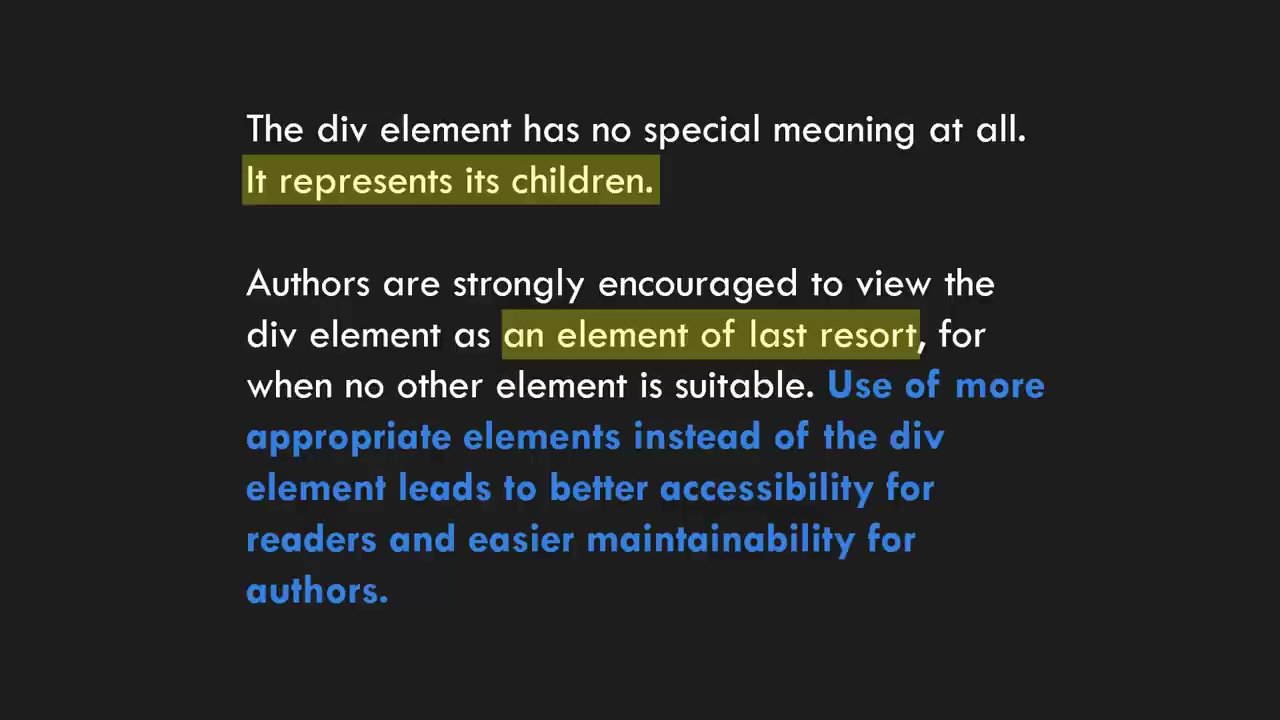 The div element has no special meaning at all.
It represents its children.
Authors are strongly encouraged to view the
div element as an element of last resort, for
when no other element is suitable. Use of more
appropriate elements instead of the div
element leads to better accessibility for
readers and easier maintainability for
authors.